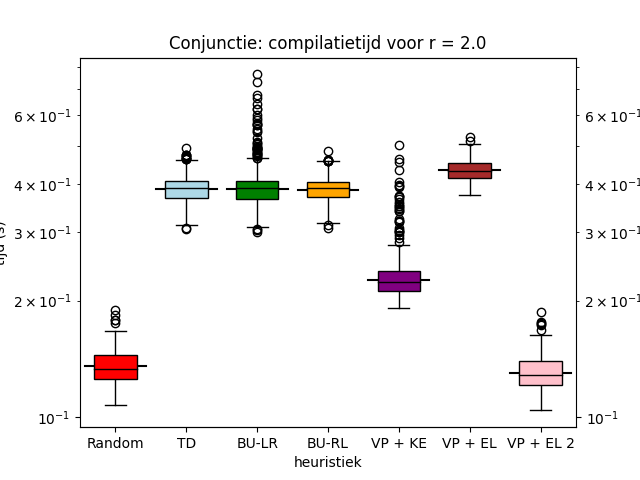 Conjunctie: compilatietijd voor r = 2.0
6 × 10⁻¹
4 × 10⁻¹
3 × 10⁻¹
2 × 10⁻¹
10⁻¹
6 × 10⁻¹
4 × 10⁻¹
3 × 10⁻¹
2 × 10⁻¹
10⁻¹
Random TD BU-LR BU-RL VP + KE VP + EL VP + EL 2
heuristiek